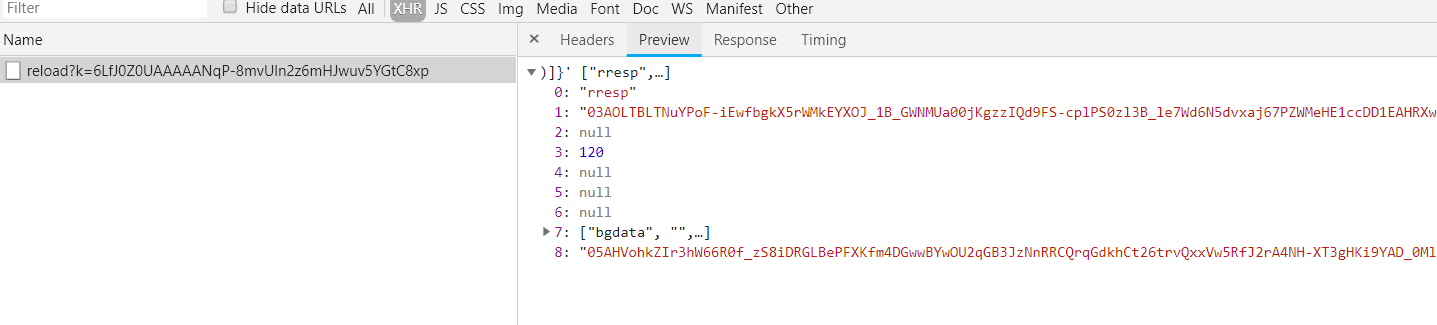 Filter Hide data URLs All XHR JS CSS Img Media Font Doc WS Manifest Other
Name × Headers Preview Response Timing
reload?k=6LfJ0Z0UAAAAANqP-8mvUIn2z6mHJwuv5YGtC8xp
)]}' ["rresp",…]
0: "rresp"
1: "03AOLTBLTNuYPoF-iEwfbgkX5rWMkEYXOJ_1B_GWNMUa00jKgzzIQd9FS-cplPS0zl3B_le7Wd6N5dvxaj67PZWMeHE1ccDD1EAHRXw
2: null
3: 120
4: null
5: null
6: null
7: ["bgdata", "",…]
8: "05AHVohkZIr3hW66R0f_zS8iDRGLBePFXKfm4DGwwBYwOU2qGB3JzNnRRCQrqGdkhCt26trvQxxVw5RfJ2rA4NH-XT3gHKi9YAD_0Ml